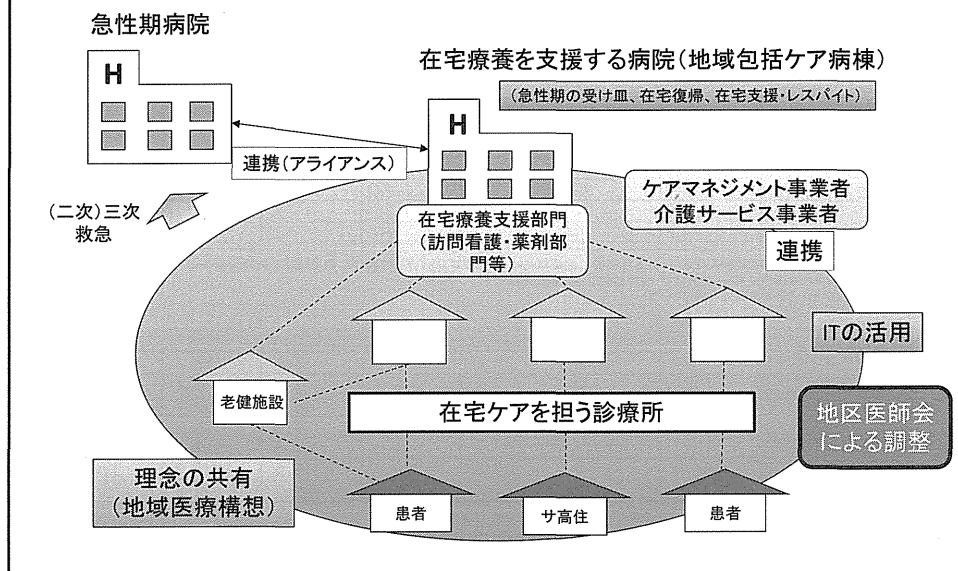 急性期病院
H
在宅療養を支援する病院(地域包括ケア病棟)
(急性期の受け皿、在宅復帰、在宅支援・レスパイト)
H
連携(アライアンス)
(二次)三次
救急
ケアマネジメント事業者
介護サービス事業者
連携
在宅療養支援部門
(訪問看護・薬剤部
門等)
ITの活用
老健施設
在宅ケアを担う診療所
地区医師会
による調整
理念の共有
(地域医療構想)
患者
サ高住
患者